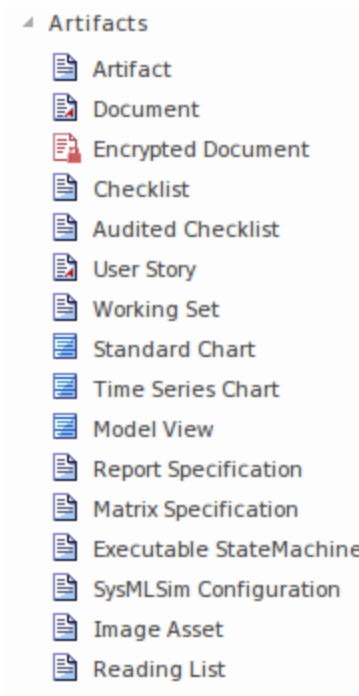 Artifacts
Artifact
Document
Encrypted Document
Checklist
Audited Checklist
User Story
Working Set
Standard Chart
Time Series Chart
Model View
Report Specification
Matrix Specification
Executable StateMachine
SysMLSim Configuration
Image Asset
Reading List